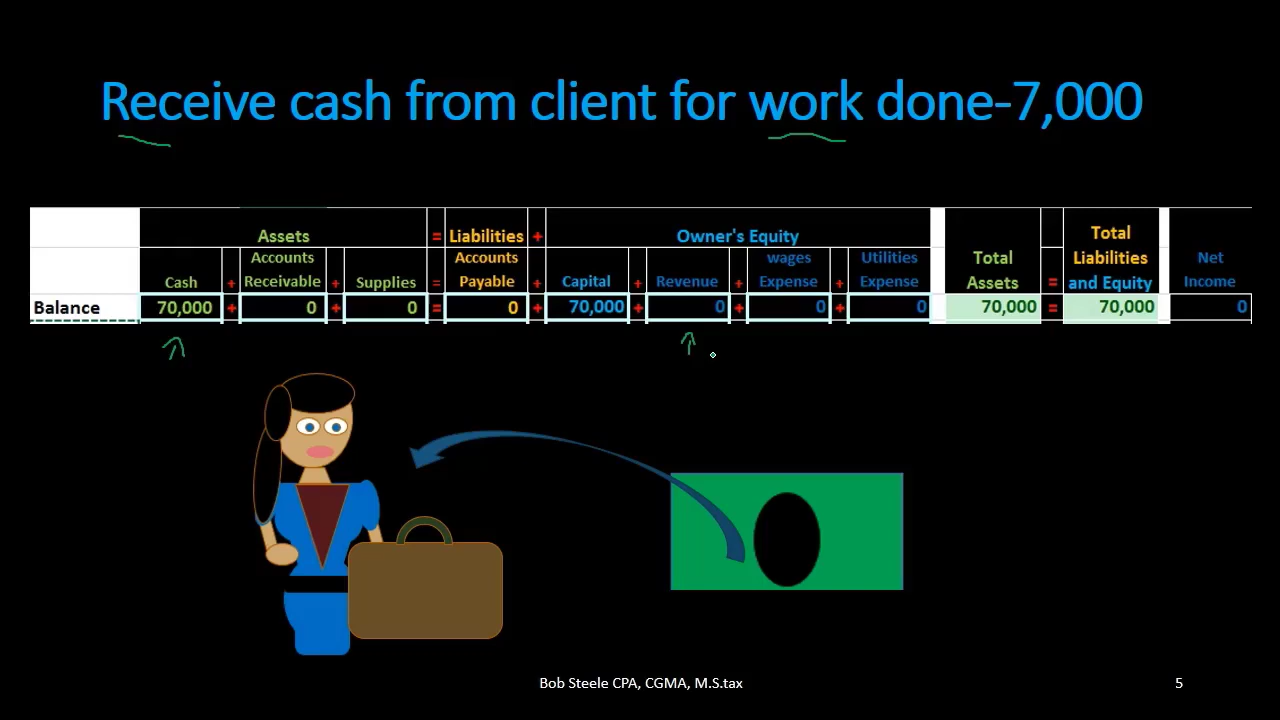 Receive cash from client for work done-7,000
Assets = Liabilities + Owner's Equity
Cash + Accounts Receivable + Supplies = Accounts Payable + Capital + Revenue + wages Expense + Utilities Expense Total Assets = Total Liabilities and Equity Net Income
Balance 70,000 + 0 + 0 = 0 + 70,000 + 0 + 0 + 0 70,000 = 70,000 0
Bob Steele CPA, CGMA, M.S.tax 5